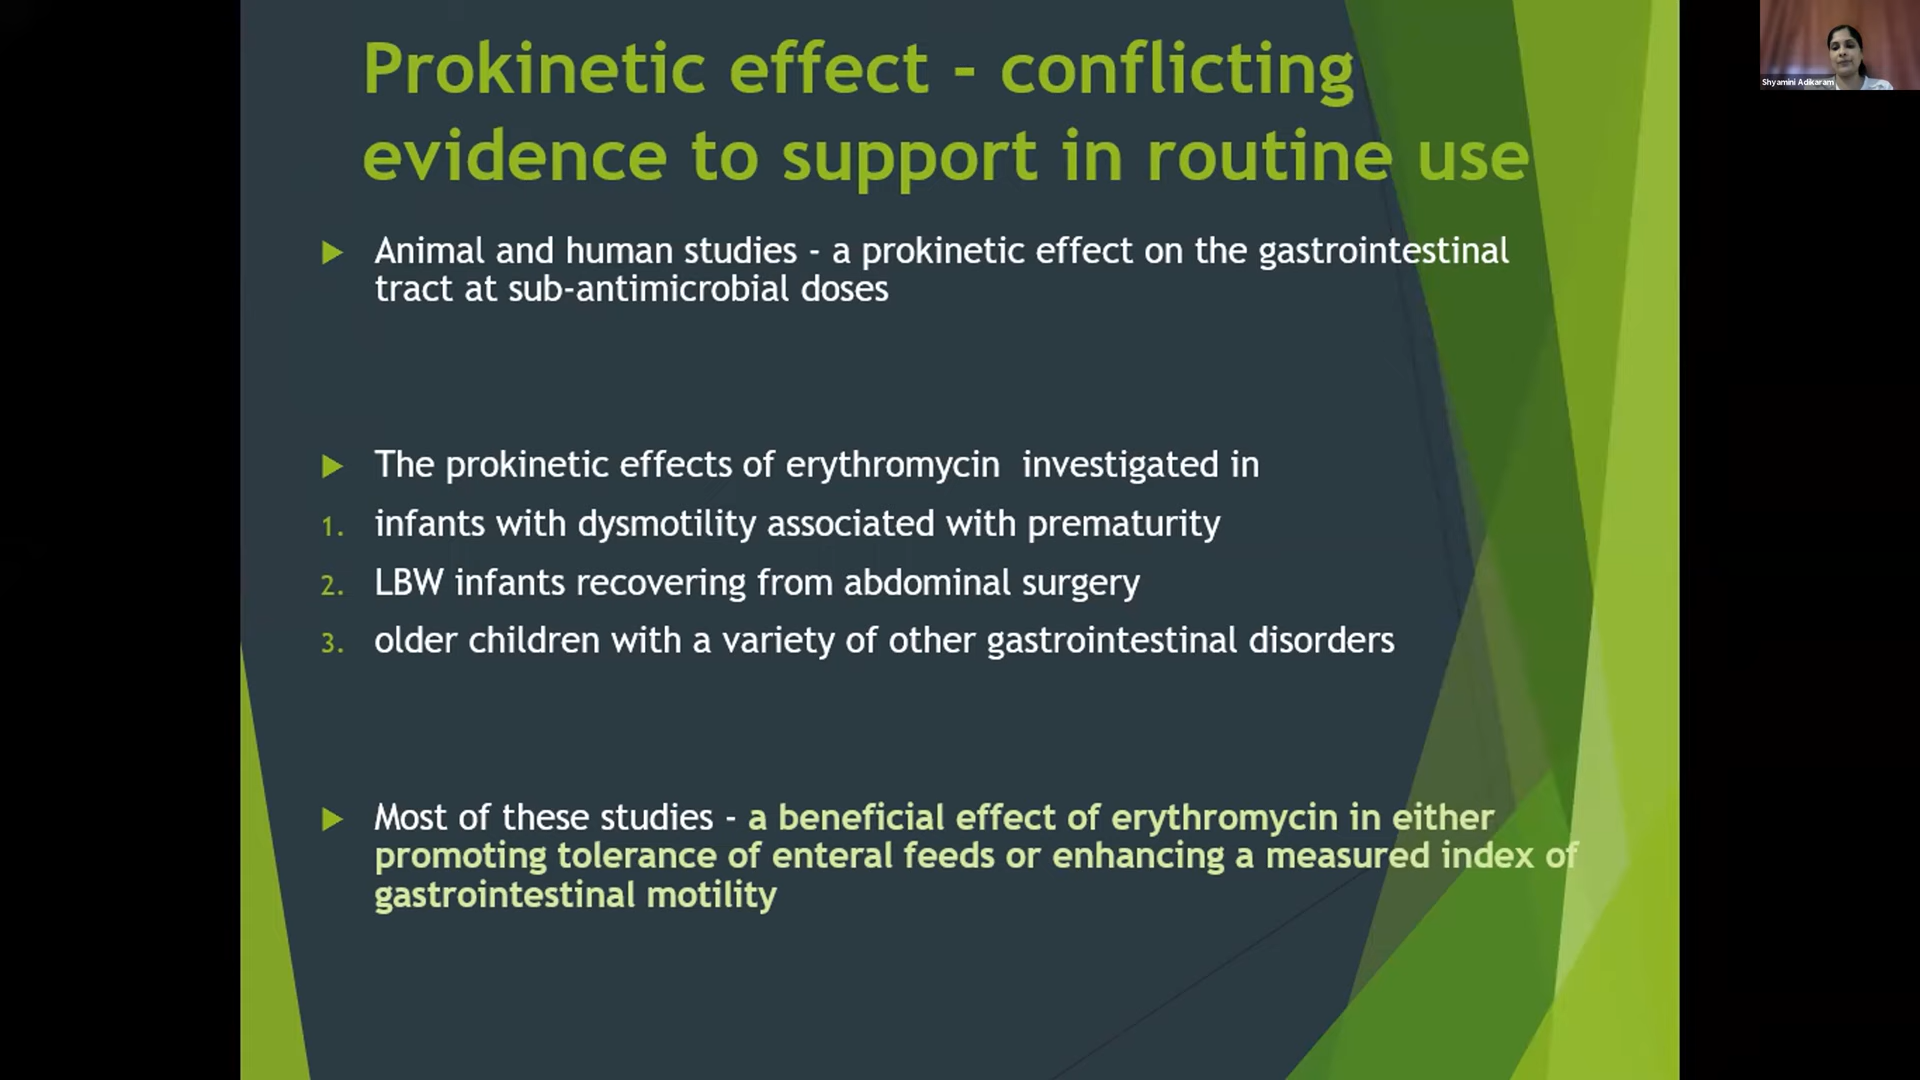 Prokinetic effect - conflicting
evidence to support in routine use
Animal and human studies - a prokinetic effect on the gastrointestinal
tract at sub-antimicrobial doses
The prokinetic effects of erythromycin  investigated in
1. infants with dysmotility associated with prematurity
2. LBW infants recovering from abdominal surgery
3. older children with a variety of other gastrointestinal disorders
Most of these studies - a beneficial effect of erythromycin in either
promoting tolerance of enteral feeds or enhancing a measured index of
gastrointestinal motility
Shyamini Adikaram